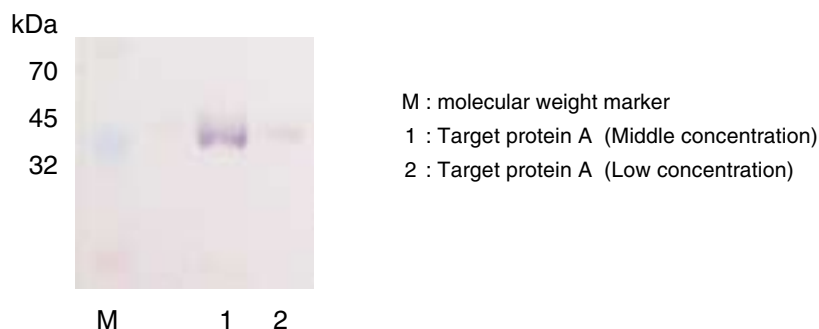 kDa
70
45
32
M : molecular weight marker
1 : Target protein A (Middle concentration)
2 : Target protein A (Low concentration)
M 1 2